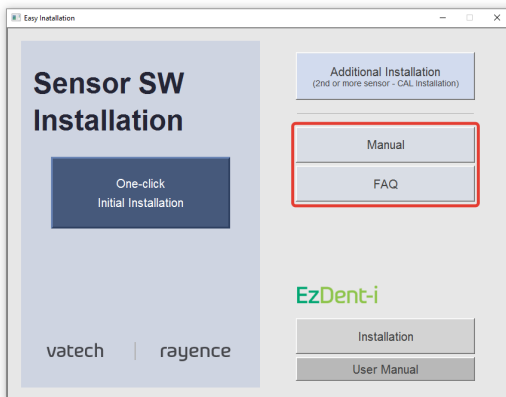 Easy Inatallation
Sensor SW
Installation
One-click
Initial Installation
vatech | rayence
Additional Installation
(2nd or more sensor - CAL Installation)
Manual
FAQ
EzDent-i
Installation
User Manual